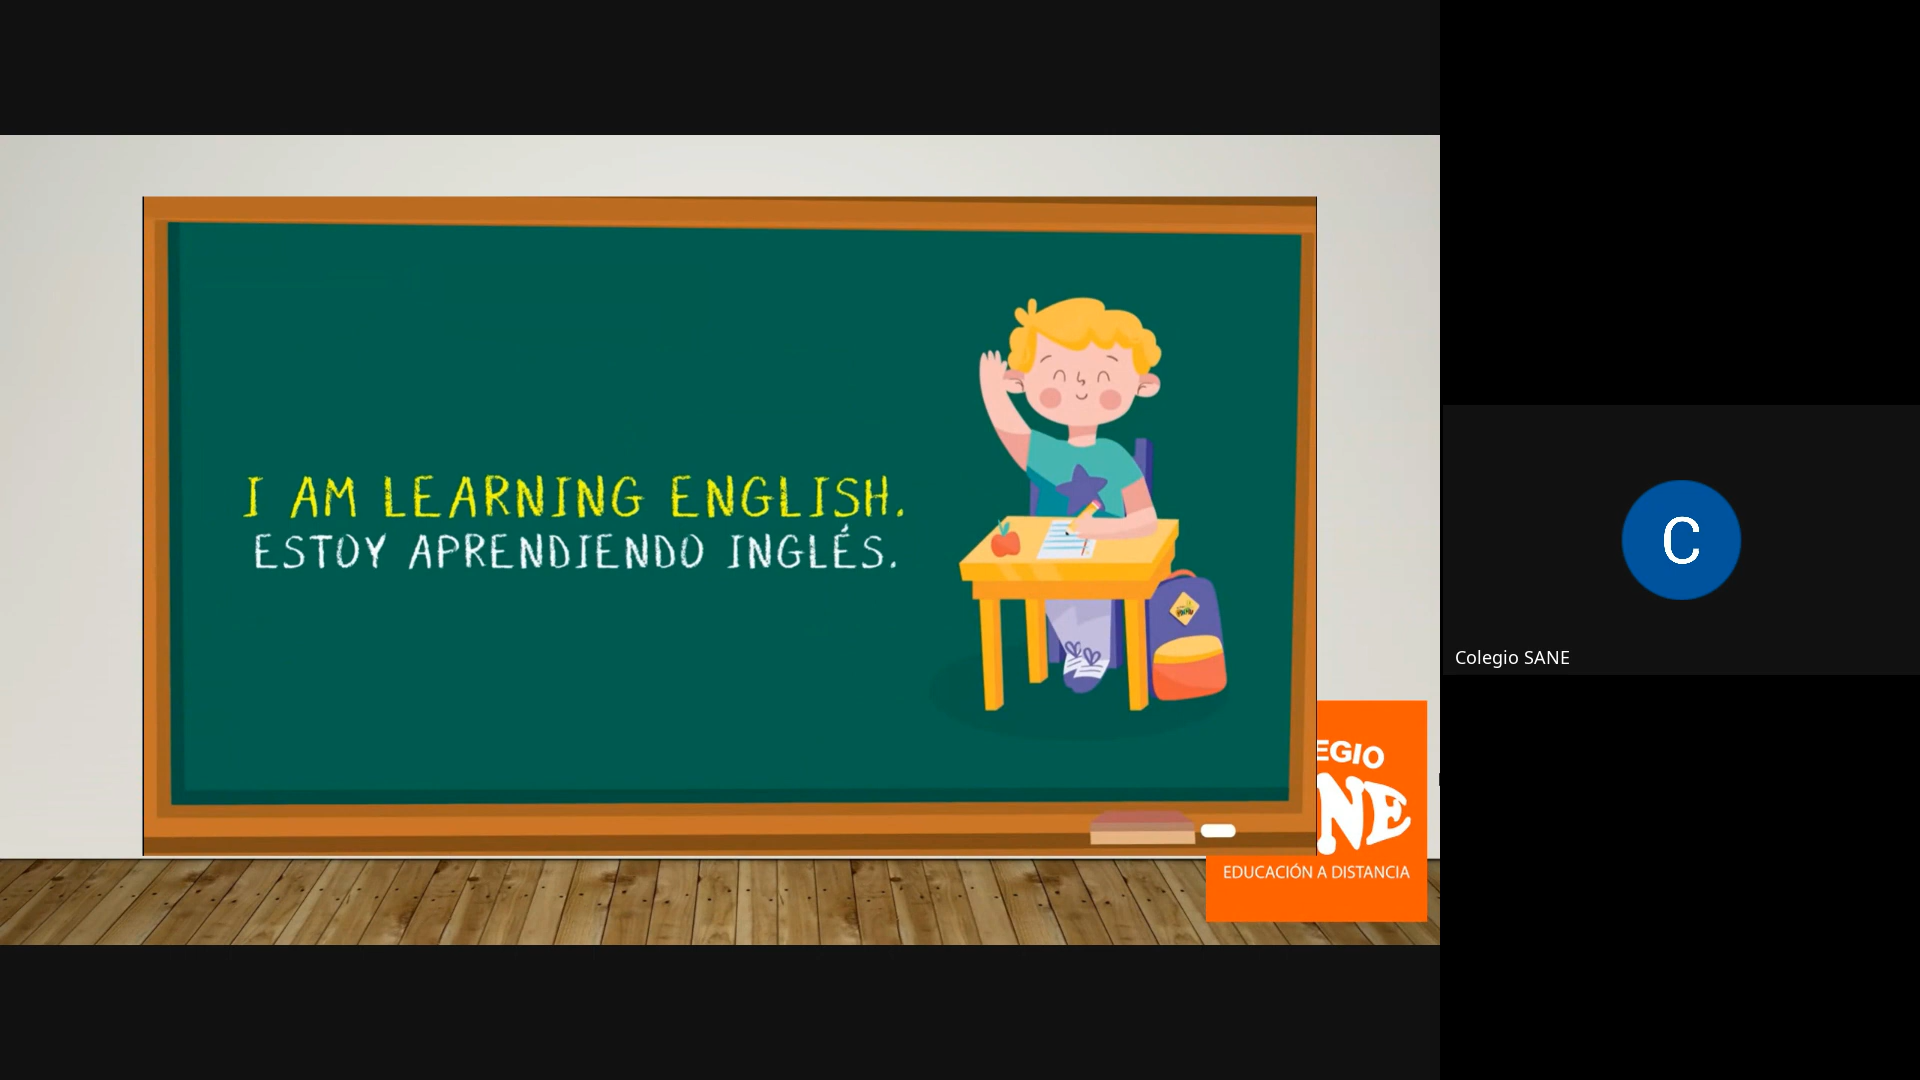 I AM LEARNING ENGLISH.
ESTOY APRENDIENDO INGLÉS.
EGIO
NE
EDUCACIÓN A DISTANCIA
C
Colegio SANE